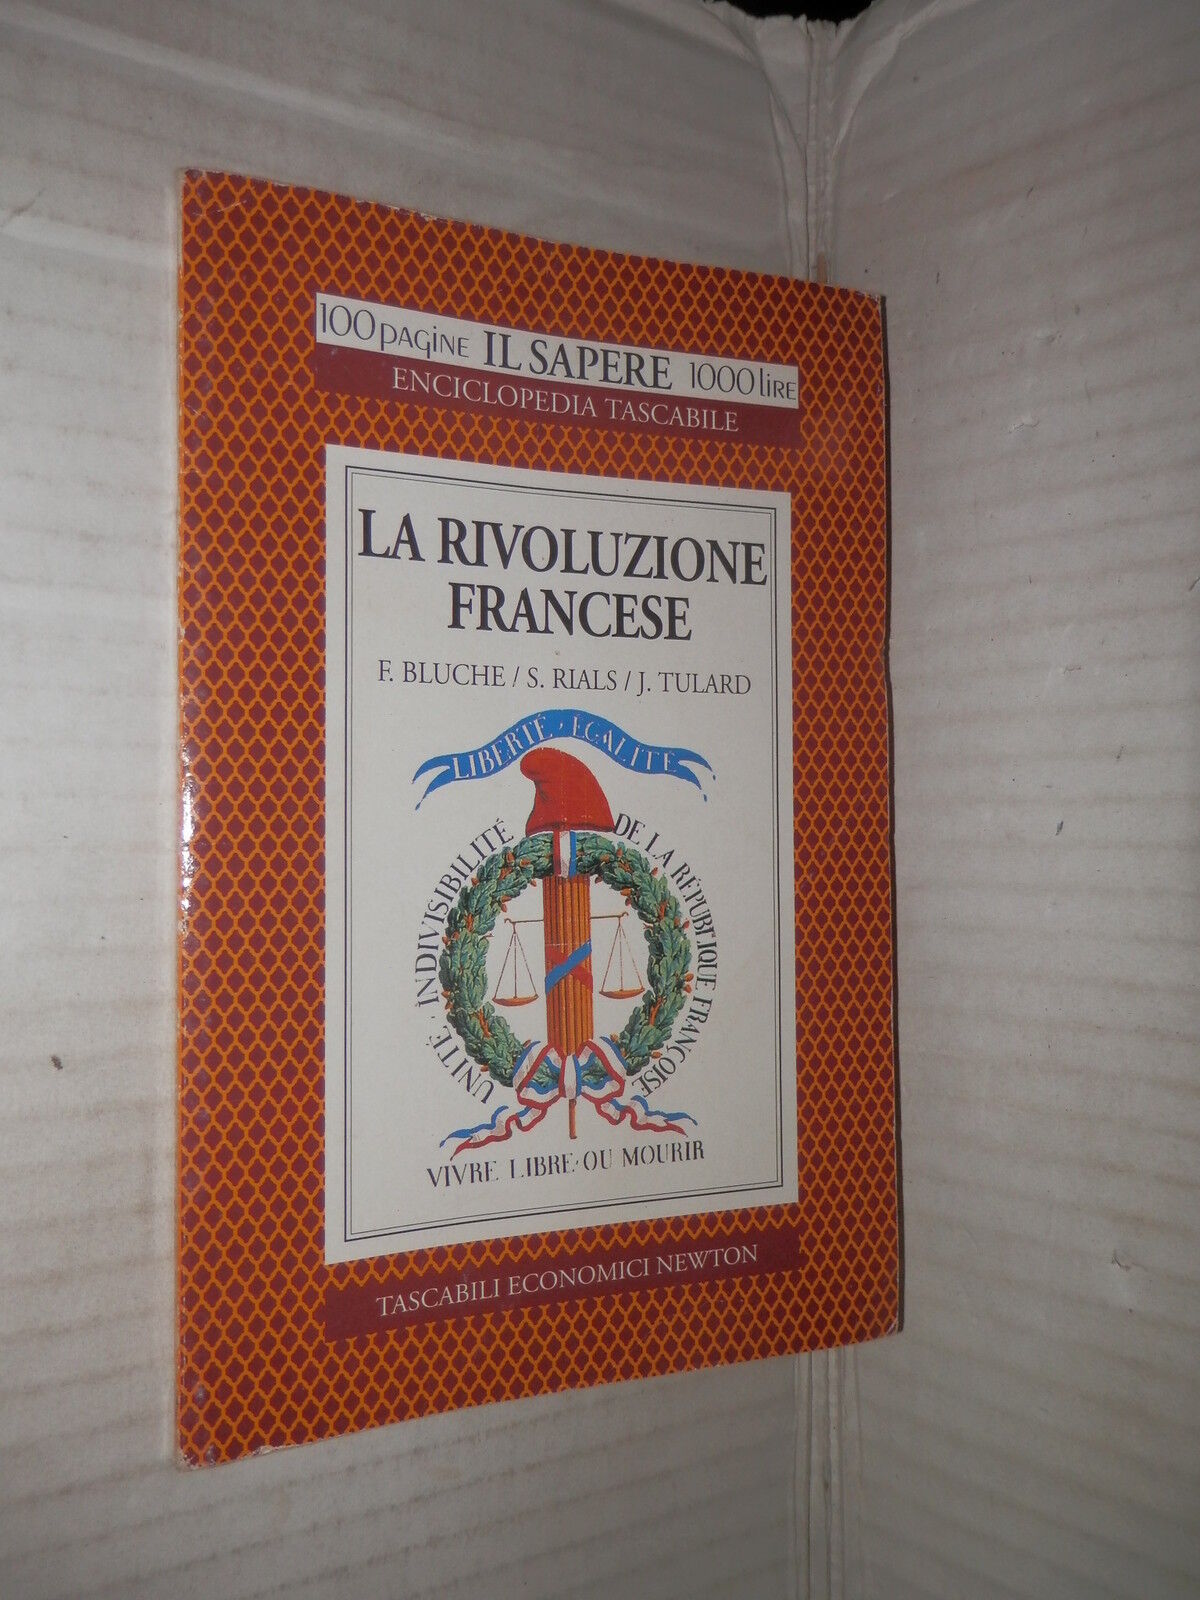 100 pagine IL SAPERE 1000 lire
ENCICLOPEDIA TASCABILE
LA RIVOLUZIONE
FRANCESE
F. BLUCHE / S. RIALS / J. TULARD
LIBERTÉ · ÉGALITÉ
UNITÉ · INDIVISIBILITÉ
DE LA RÉPUBLIQUE FRANÇOISE
VIVRE LIBRE OU MOURIR
TASCABILI ECONOMICI NEWTON